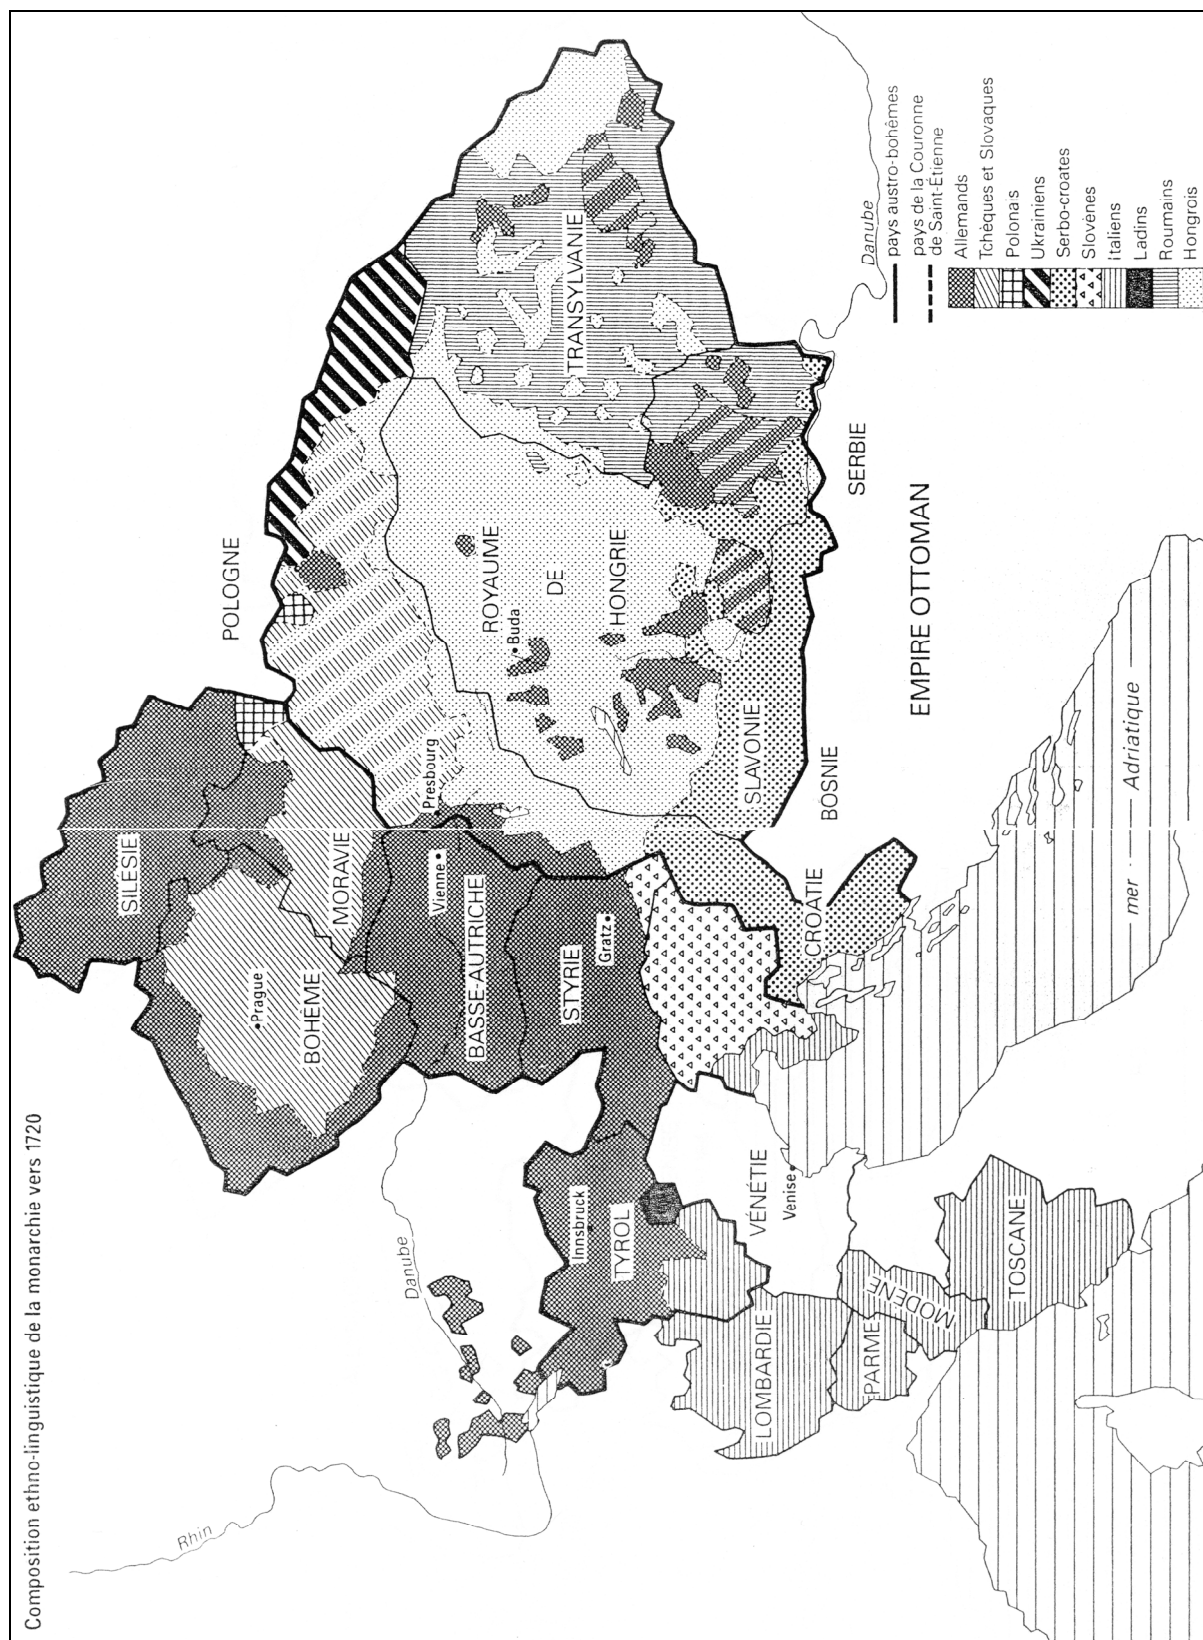 Composition ethno-linguistique de la monarchie vers 1720
Rhin
Danube
SILÉSIE
Prague
BOHÊME
MORAVIE
Vienne
BASSE-AUTRICHE
STYRIE
Gratz
Innsbruck
TYROL
POLOGNE
Presbourg
ROYAUME
DE
HONGRIE
Buda
TRANSYLVANIE
SLAVONIE
CROATIE
BOSNIE
SERBIE
EMPIRE OTTOMAN
VÉNÉTIE
Venise
LOMBARDIE
PARME
MODÈNE
TOSCANE
mer Adriatique
Danube
pays austro-bohêmes
pays de la Couronne
de Saint-Étienne
Allemands
Tchèques et Slovaques
Polonais
Ukrainiens
Serbo-croates
Slovènes
Italiens
Ladins
Roumains
Hongrois